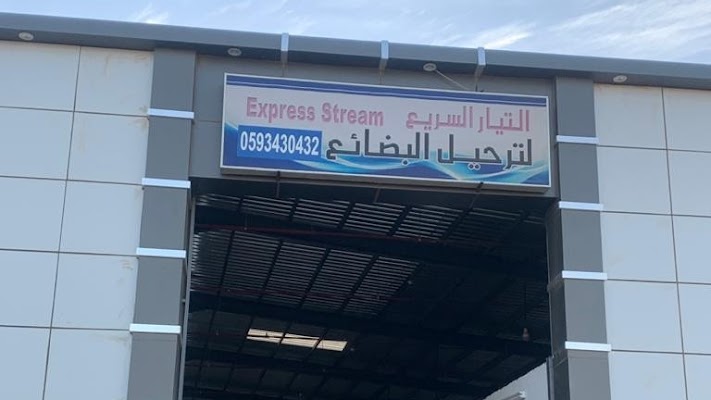 Express Stream التيار السريع
0593430432 لترحيل البضائع